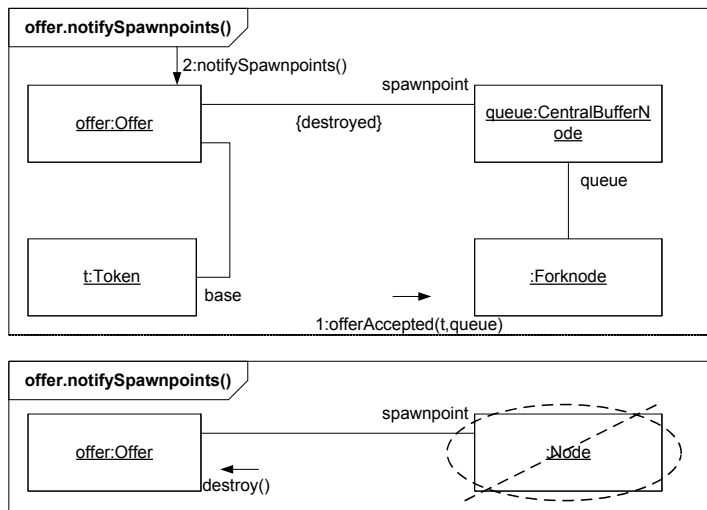 offer.notifySpawnpoints()
2:notifySpawnpoints()
spawnpoint
offer:Offer
queue:CentralBufferN
ode
{destroyed}
queue
t:Token
:Forknode
base
1:offerAccepted(t,queue)
offer.notifySpawnpoints()
spawnpoint
offer:Offer
:Node
destroy()